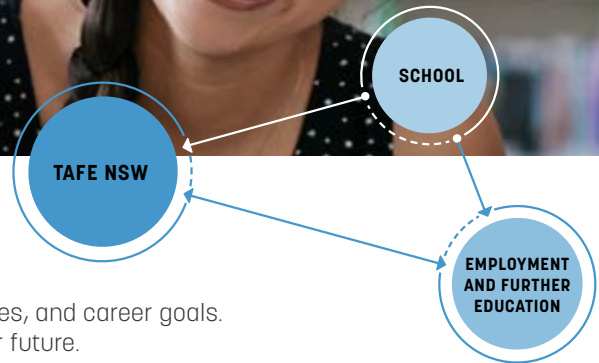 SCHOOL
TAFE NSW
EMPLOYMENT
AND FURTHER
EDUCATION
and career goals.
future.